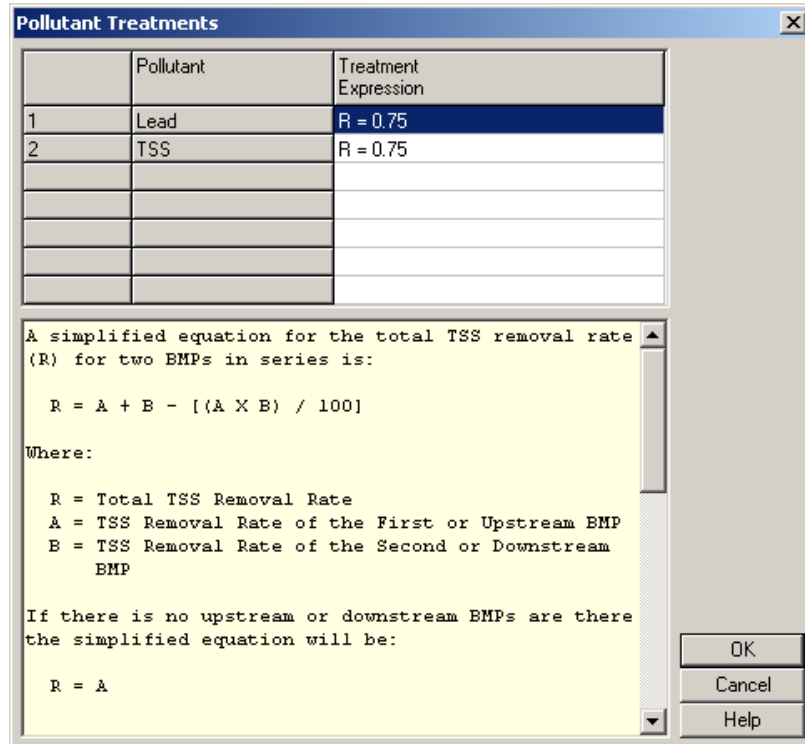 Pollutant Treatments
Pollutant Treatment
Expression
1 Lead R = 0.75
2 TSS R = 0.75
A simplified equation for the total TSS removal rate
(R) for two BMPs in series is:
R = A + B - [(A X B) / 100]
Where:
R = Total TSS Removal Rate
A = TSS Removal Rate of the First or Upstream BMP
B = TSS Removal Rate of the Second or Downstream
BMP
If there is no upstream or downstream BMPs are there
the simplified equation will be:
R = A
OK
Cancel
Help